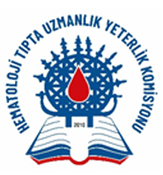 HEMATOLOJİ TIPTA UZMANLIK YETERLİK KOMİSYONU
2010